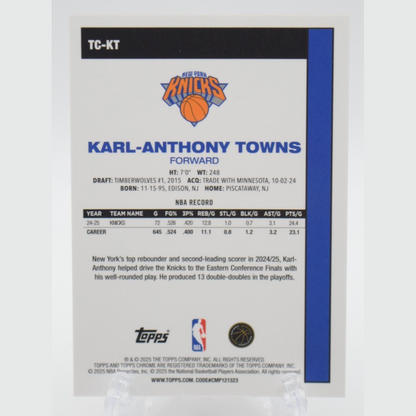 TC-KT
NEW YORK
KNICKS
KARL-ANTHONY TOWNS
FORWARD
HT: 7'0" WT: 248
DRAFT: TIMBERWOLVES #1, 2015 ACQ: TRADE WITH MINNESOTA, 10-02-24
BORN: 11-15-95, EDISON, NJ HOME: PISCATAWAY, NJ
NBA RECORD
YEAR TEAM NAME G FG% 3P% REB/G STL/G BLK/G AST/G PTS/G
24-25 KNICKS 72 .526 .420 12.8 1.0 0.7 3.1 24.4
CAREER 645 .524 .400 11.1 0.8 1.2 3.2 23.1
New York's top rebounder and second-leading scorer in 2024/25, Karl-
Anthony helped drive the Knicks to the Eastern Conference Finals with
his well-rounded play. He produced 13 double-doubles in the playoffs.
Topps
NBA
® & © 2025 THE TOPPS COMPANY, INC. ALL RIGHTS RESERVED.
TOPPS AND TOPPS CHROME ARE TRADEMARKS OF THE TOPPS COMPANY, INC.
© 2025 NBA Properties, Inc. © 2025 National Basketball Players Association. All rights reserved.
WWW.TOPPS.COM. CODE#CMP121323